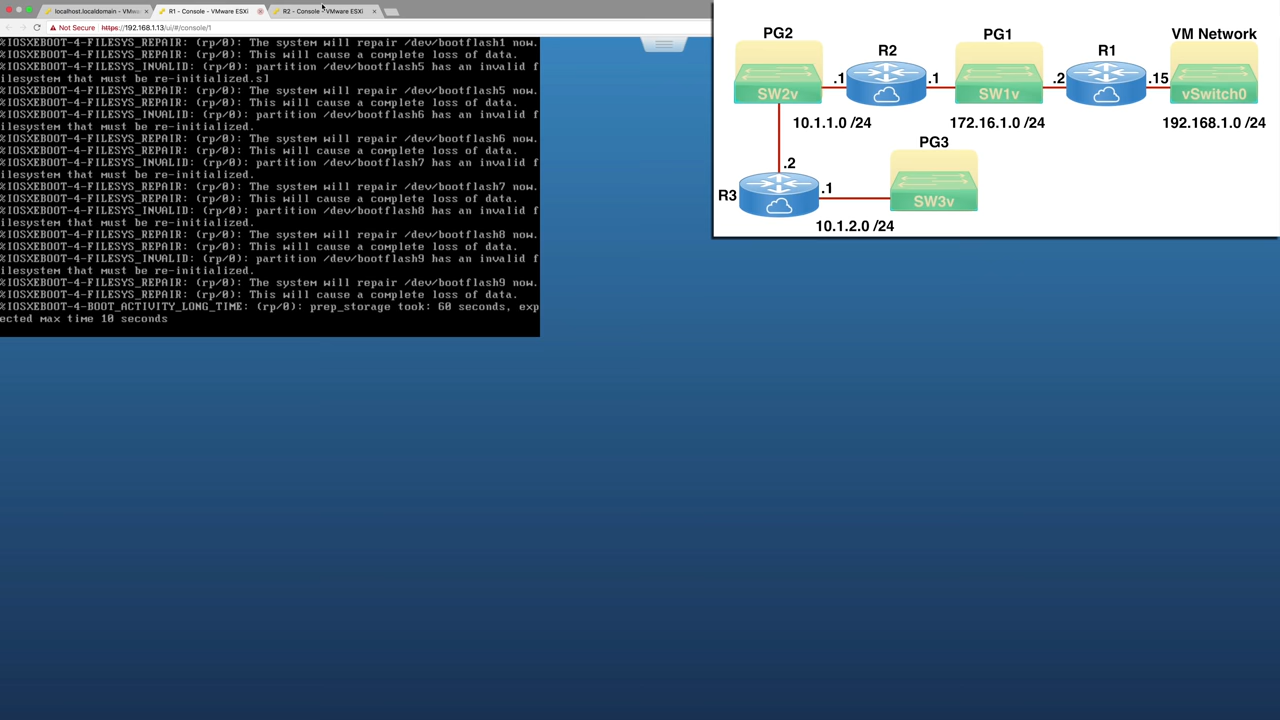 localhost.localdomain - VMwa
R1 - Console - VMware ESXi
R2 - Console - VMware ESXi
Not Secure https://192.168.1.13/ui/#/console/1
%IOSXEBOOT-4-FILESYS_REPAIR: (rp/0): The system will repair /dev/bootflash1 now.
%IOSXEBOOT-4-FILESYS_REPAIR: (rp/0): This will cause a complete loss of data.
%IOSXEBOOT-4-FILESYS_INVALID: (rp/0): partition /dev/bootflash5 has an invalid f
ilesystem that must be re-initialized.s]
%IOSXEBOOT-4-FILESYS_REPAIR: (rp/0): The system will repair /dev/bootflash5 now.
%IOSXEBOOT-4-FILESYS_REPAIR: (rp/0): This will cause a complete loss of data.
%IOSXEBOOT-4-FILESYS_INVALID: (rp/0): partition /dev/bootflash6 has an invalid f
ilesystem that must be re-initialized.
%IOSXEBOOT-4-FILESYS_REPAIR: (rp/0): The system will repair /dev/bootflash6 now.
%IOSXEBOOT-4-FILESYS_REPAIR: (rp/0): This will cause a complete loss of data.
%IOSXEBOOT-4-FILESYS_INVALID: (rp/0): partition /dev/bootflash7 has an invalid f
ilesystem that must be re-initialized.
%IOSXEBOOT-4-FILESYS_REPAIR: (rp/0): The system will repair /dev/bootflash7 now.
%IOSXEBOOT-4-FILESYS_REPAIR: (rp/0): This will cause a complete loss of data.
%IOSXEBOOT-4-FILESYS_INVALID: (rp/0): partition /dev/bootflash8 has an invalid f
ilesystem that must be re-initialized.
%IOSXEBOOT-4-FILESYS_REPAIR: (rp/0): The system will repair /dev/bootflash8 now.
%IOSXEBOOT-4-FILESYS_REPAIR: (rp/0): This will cause a complete loss of data.
%IOSXEBOOT-4-FILESYS_INVALID: (rp/0): partition /dev/bootflash9 has an invalid f
ilesystem that must be re-initialized.
%IOSXEBOOT-4-FILESYS_REPAIR: (rp/0): The system will repair /dev/bootflash9 now.
%IOSXEBOOT-4-FILESYS_REPAIR: (rp/0): This will cause a complete loss of data.
%IOSXEBOOT-4-BOOT_ACTIVITY_LONG_TIME: (rp/0): prep_storage took: 60 seconds, exp
ected max time 10 seconds
PG2
R2
PG1
R1
VM Network
.1
.1
.2
.15
SW2v
SW1v
vSwitch0
10.1.1.0 /24
172.16.1.0 /24
192.168.1.0 /24
PG3
.2
R3
.1
SW3v
10.1.2.0 /24